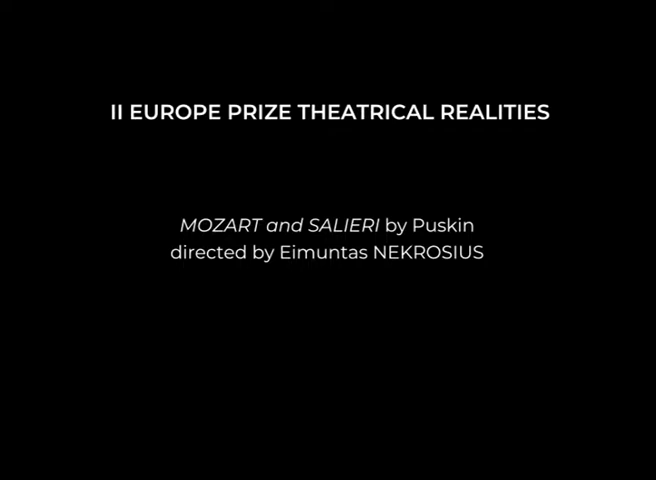 II EUROPE PRIZE THEATRICAL REALITIES
MOZART and SALIERI by Puskin
directed by Eimuntas NEKROSIUS